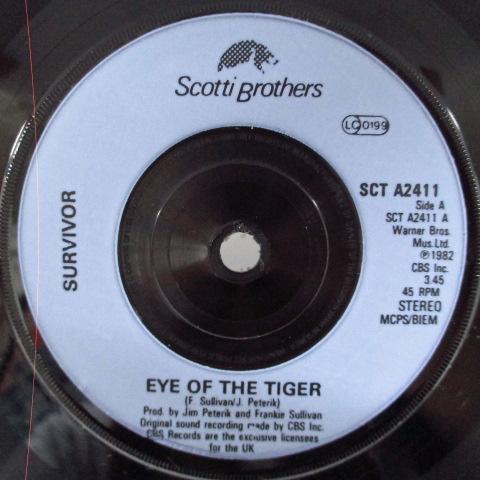 Scotti Brothers
LC 0199
SURVIVOR
SCT A2411
Side A
SCT A2411 A
Warner Bros.
Mus.Ltd.
℗1982
CBS Inc.
3.45
45 RPM
STEREO
MCPS/BIEM
EYE OF THE TIGER
(F Sullivan/J. Peterik)
Prod. by Jim Peterik and Frankie Sullivan
Original sound recording made by CBS Inc.
CBS Records are the exclusive licensees
for the UK